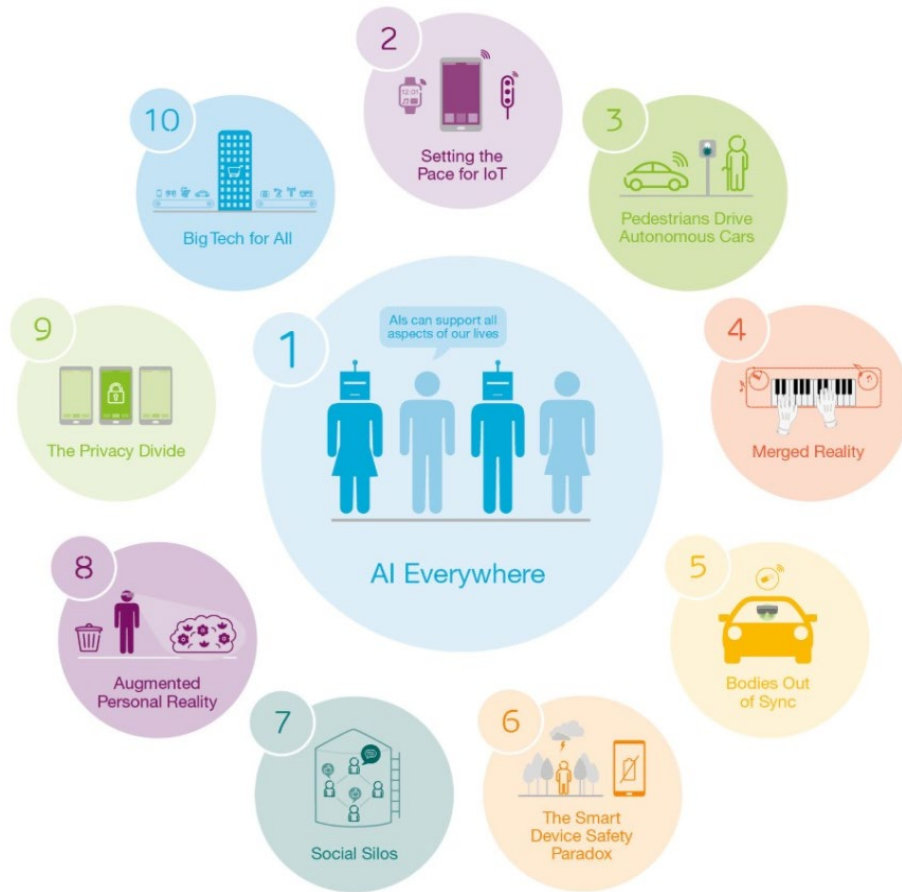 1
AIs can support all
aspects of our lives
AI Everywhere
2
12:01
Setting the
Pace for IoT
3
Pedestrians Drive
Autonomous Cars
4
Merged Reality
5
Bodies Out
of Sync
6
The Smart
Device Safety
Paradox
7
Social Silos
8
Augmented
Personal Reality
9
The Privacy Divide
10
Big Tech for All